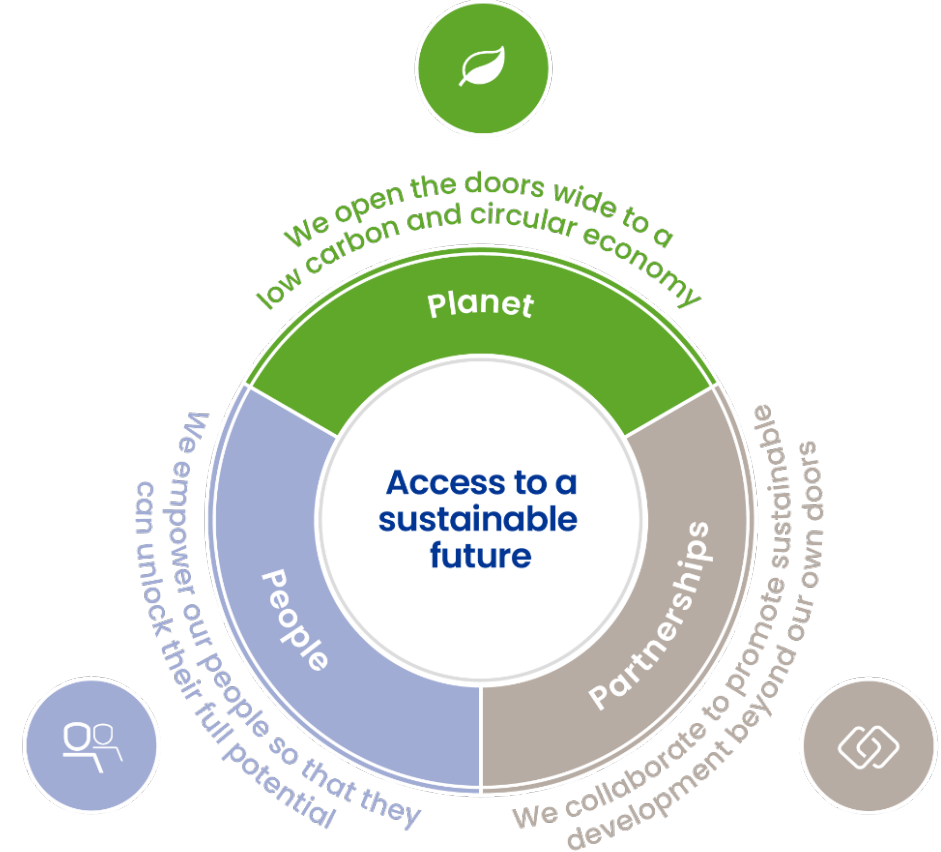 We open the doors wide to a
low carbon and circular economy
Planet
Access to a
sustainable
future
People
We empower our people so that they
can unlock their full potential
Partnerships
We collaborate to promote sustainable
development beyond our own doors